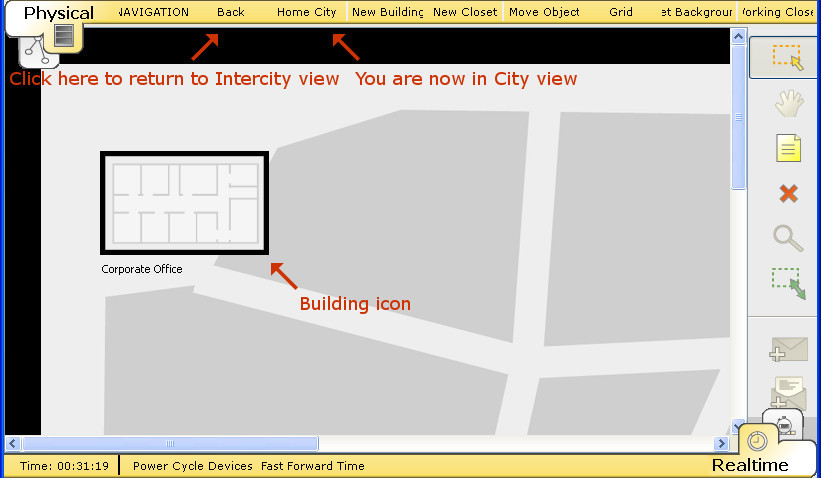 Physical
NAVIGATION Back Home City New Building New Closet Move Object Grid et Backgrour orking Close
Click here to return to Intercity view You are now in City view
Corporate Office
Building icon
Time: 00:31:19 Power Cycle Devices Fast Forward Time
Realtime